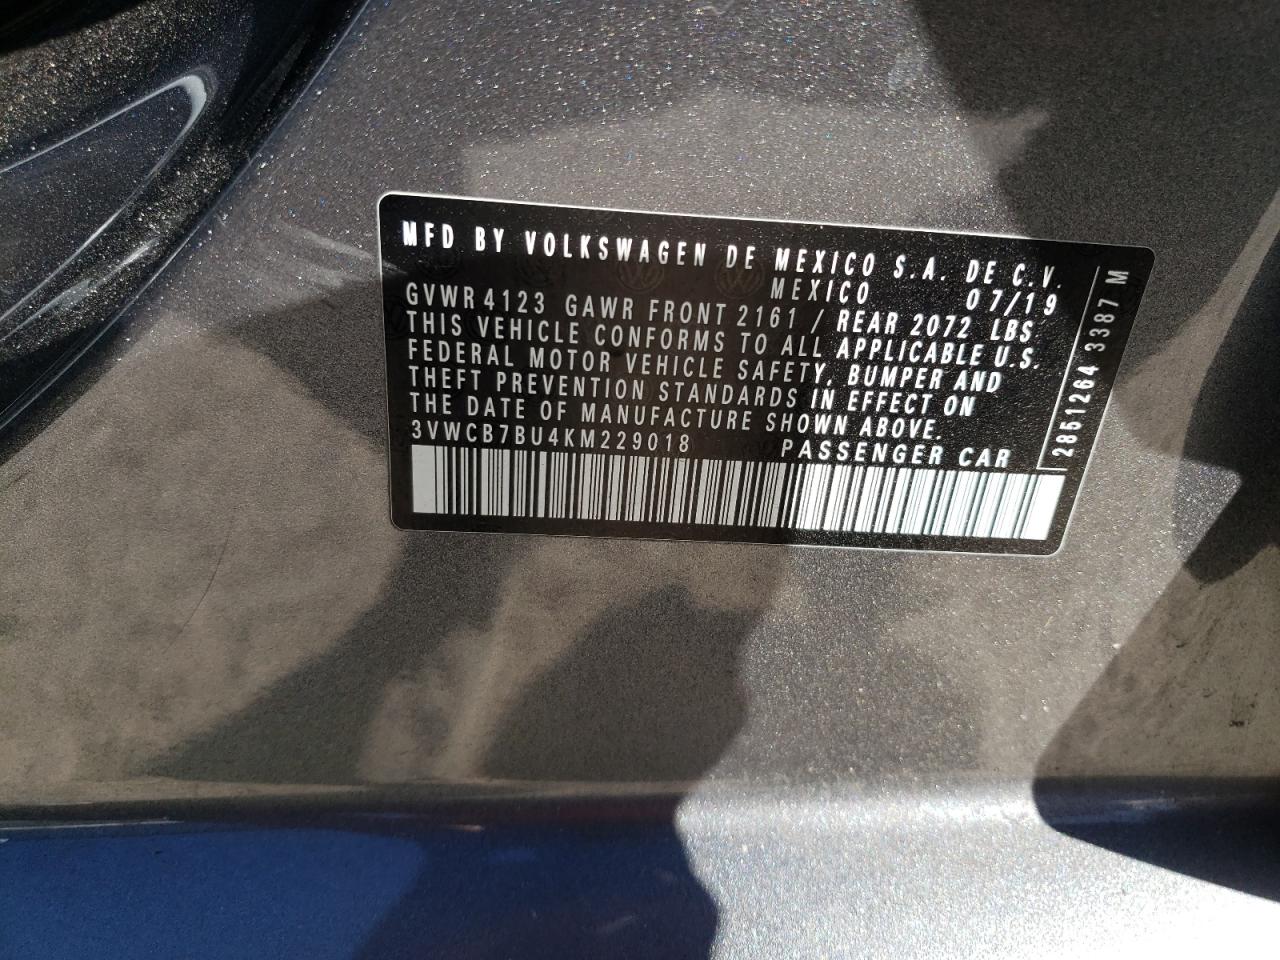 MFD BY VOLKSWAGEN DE MEXICO S.A. DE C.V.
MEXICO 07/19
GVWR 4123 GAWR FRONT 2161 / REAR 2072 LBS
THIS VEHICLE CONFORMS TO ALL APPLICABLE U.S.
FEDERAL MOTOR VEHICLE SAFETY, BUMPER AND
THEFT PREVENTION STANDARDS IN EFFECT ON
THE DATE OF MANUFACTURE SHOWN ABOVE.
3VWCB7BU4KM229018 PASSENGER CAR
2851264 3387 M